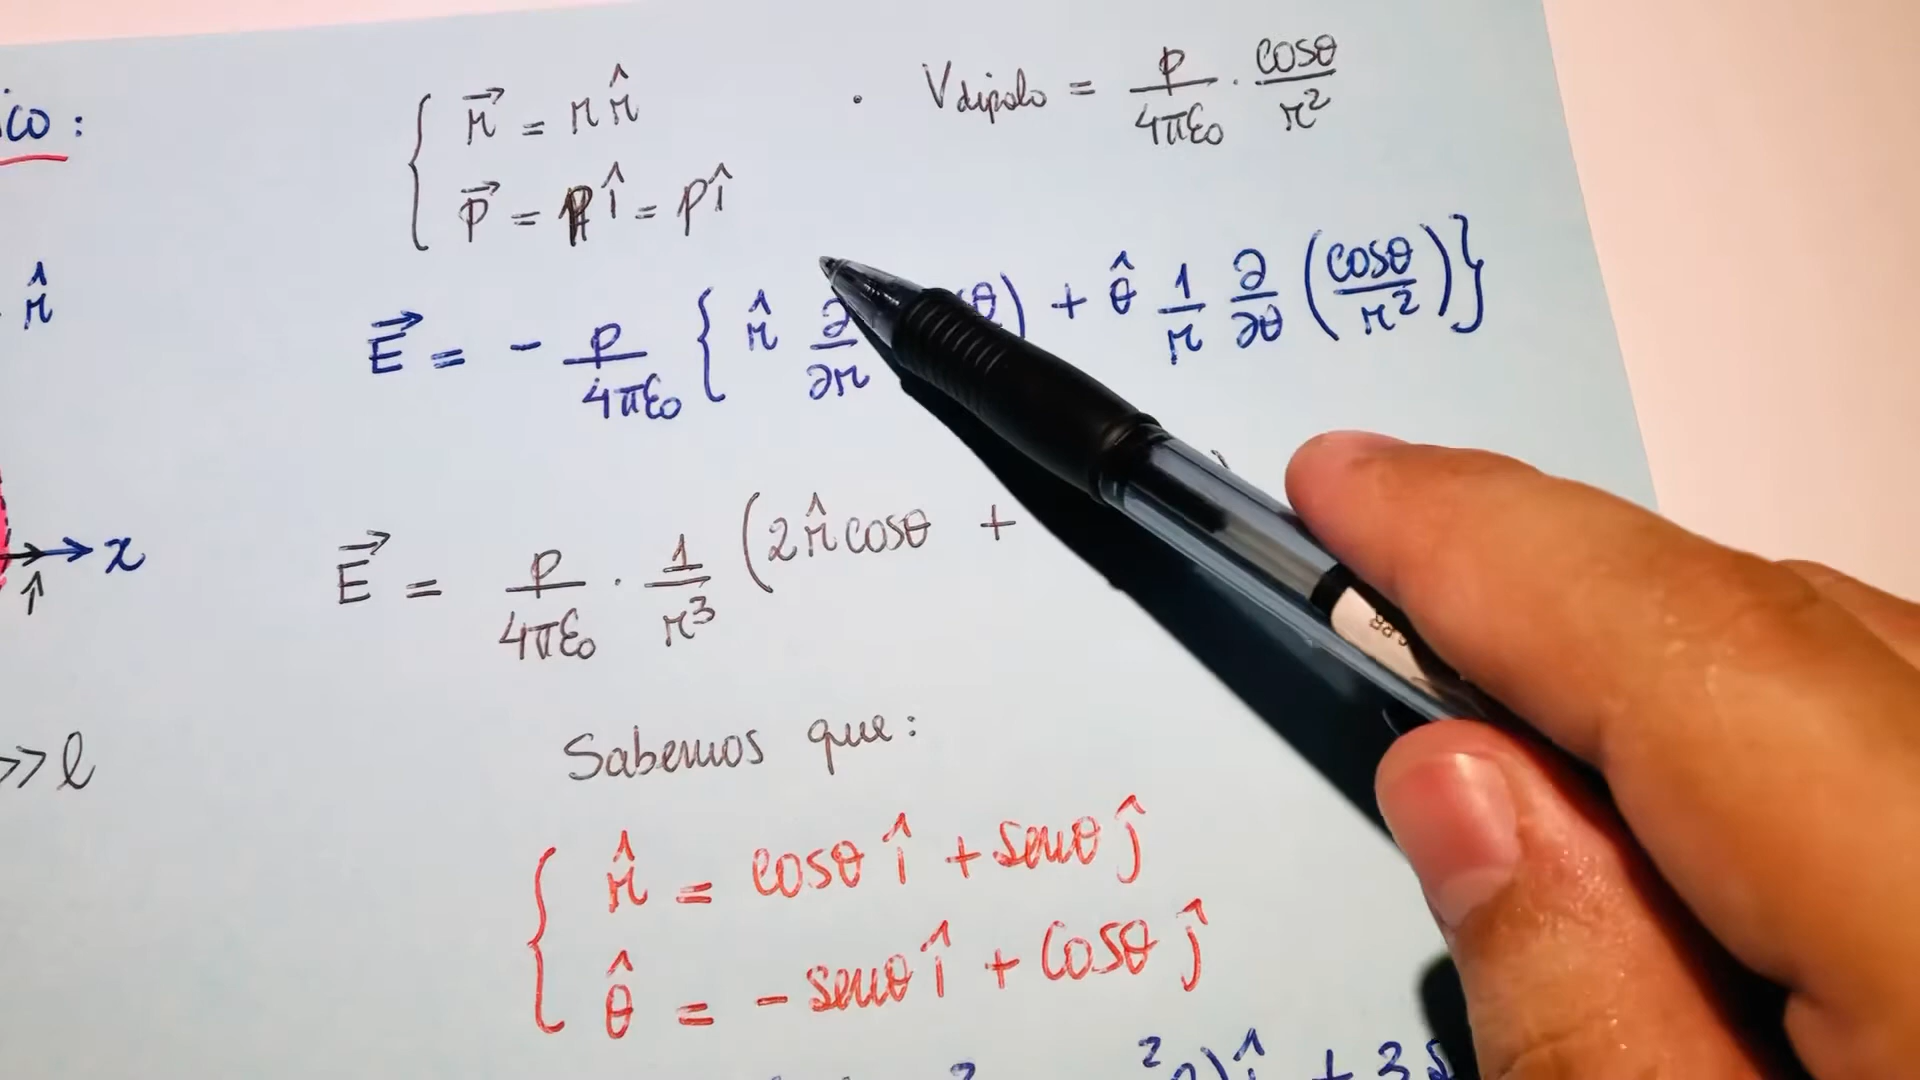 ico:
{ r⃗ = r r̂
p⃗ = p î = p î
· Vdipolo = p/4πε₀ · cosθ/r²
r̂
E⃗ = - p/4πε₀ { r̂ ∂/∂r θ) + θ̂ 1/r ∂/∂θ (cosθ/r²) }
x
E⃗ = p/4πε₀ · 1/r³ (2r̂cosθ +
>> l
Sabemos que:
{ r̂ = cosθ î + senθ ĵ
θ̂ = -senθ î + cosθ ĵ